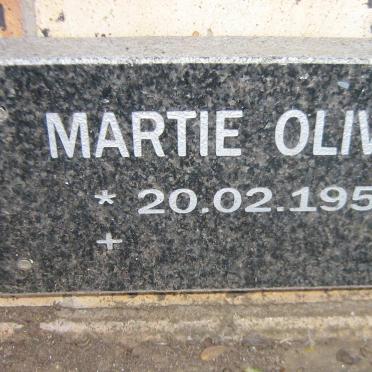 MARTIE OLIV
* 20.02.195
+